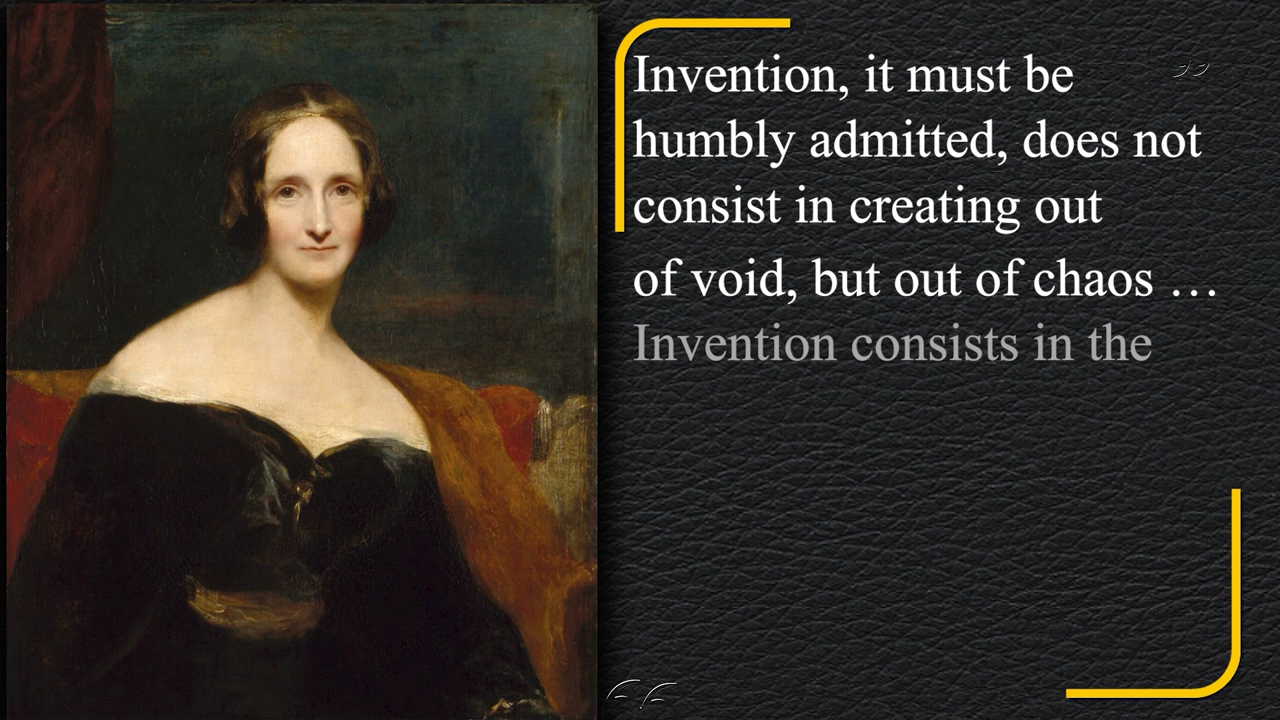 Invention, it must be
humbly admitted, does not
consist in creating out
of void, but out of chaos …
Invention consists in the